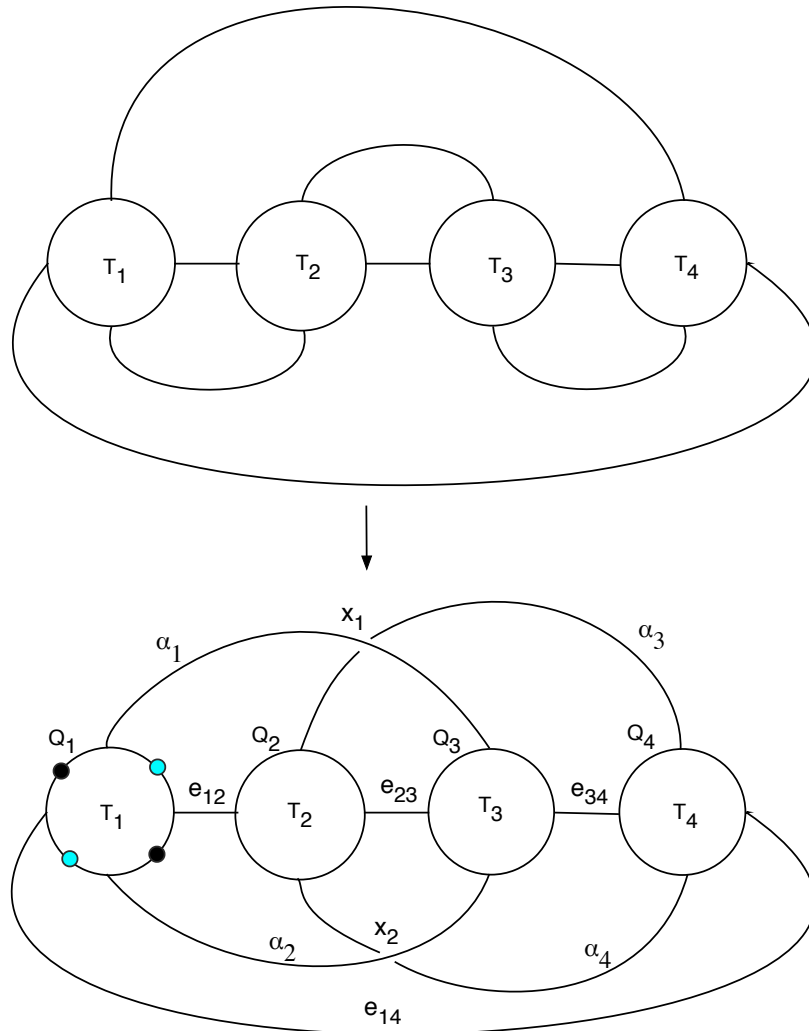 T1 T2 T3 T4
x1
α1 α3
Q1 Q2 Q3 Q4
e12 e23 e34
T1 T2 T3 T4
α2 x2 α4
e14